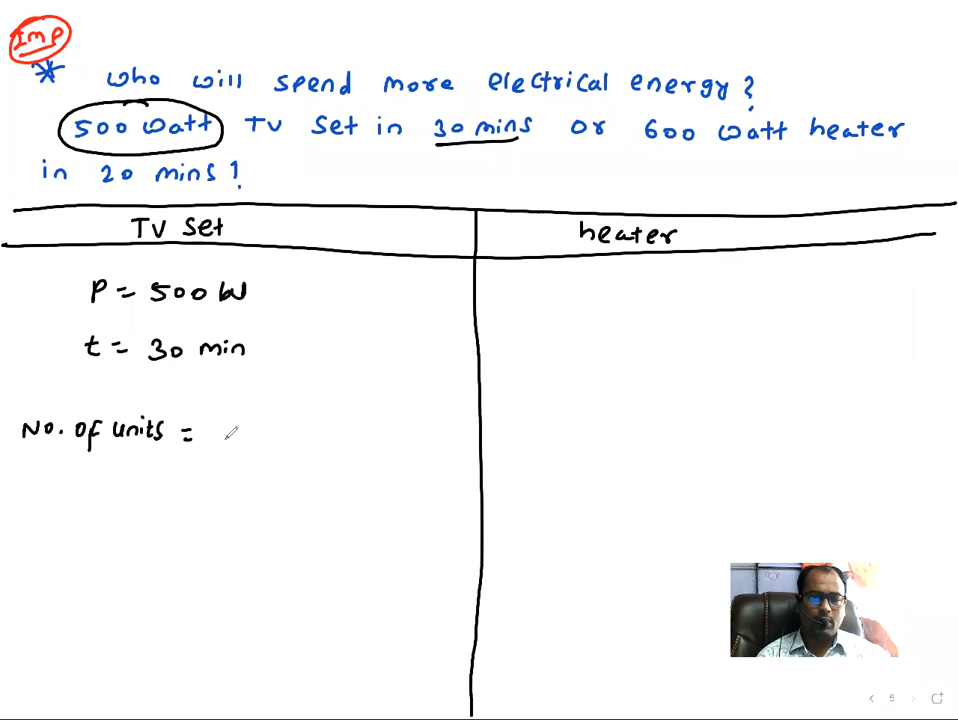 Imp
* who will spend more electrical energy?
500 watt TV set in 30 mins or 600 watt heater
in 20 mins?
TV set
heater
P = 500 W
t = 30 min
No. of units =
5